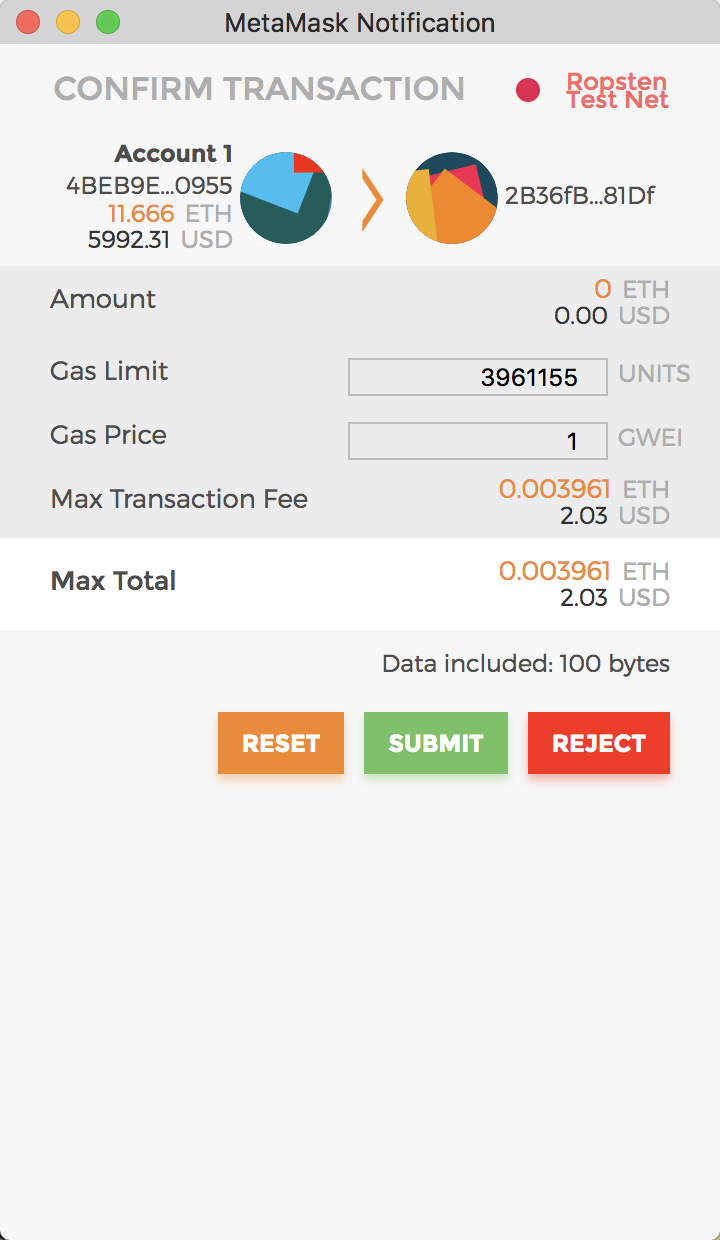 MetaMask Notification
CONFIRM TRANSACTION
Ropsten
Test Net
Account 1
4BEB9E...0955
11.666 ETH
5992.31 USD
2B36fB...81Df
Amount
0 ETH
0.00 USD
Gas Limit
3961155 UNITS
Gas Price
1 GWEI
Max Transaction Fee
0.003961 ETH
2.03 USD
Max Total
0.003961 ETH
2.03 USD
Data included: 100 bytes
RESET
SUBMIT
REJECT